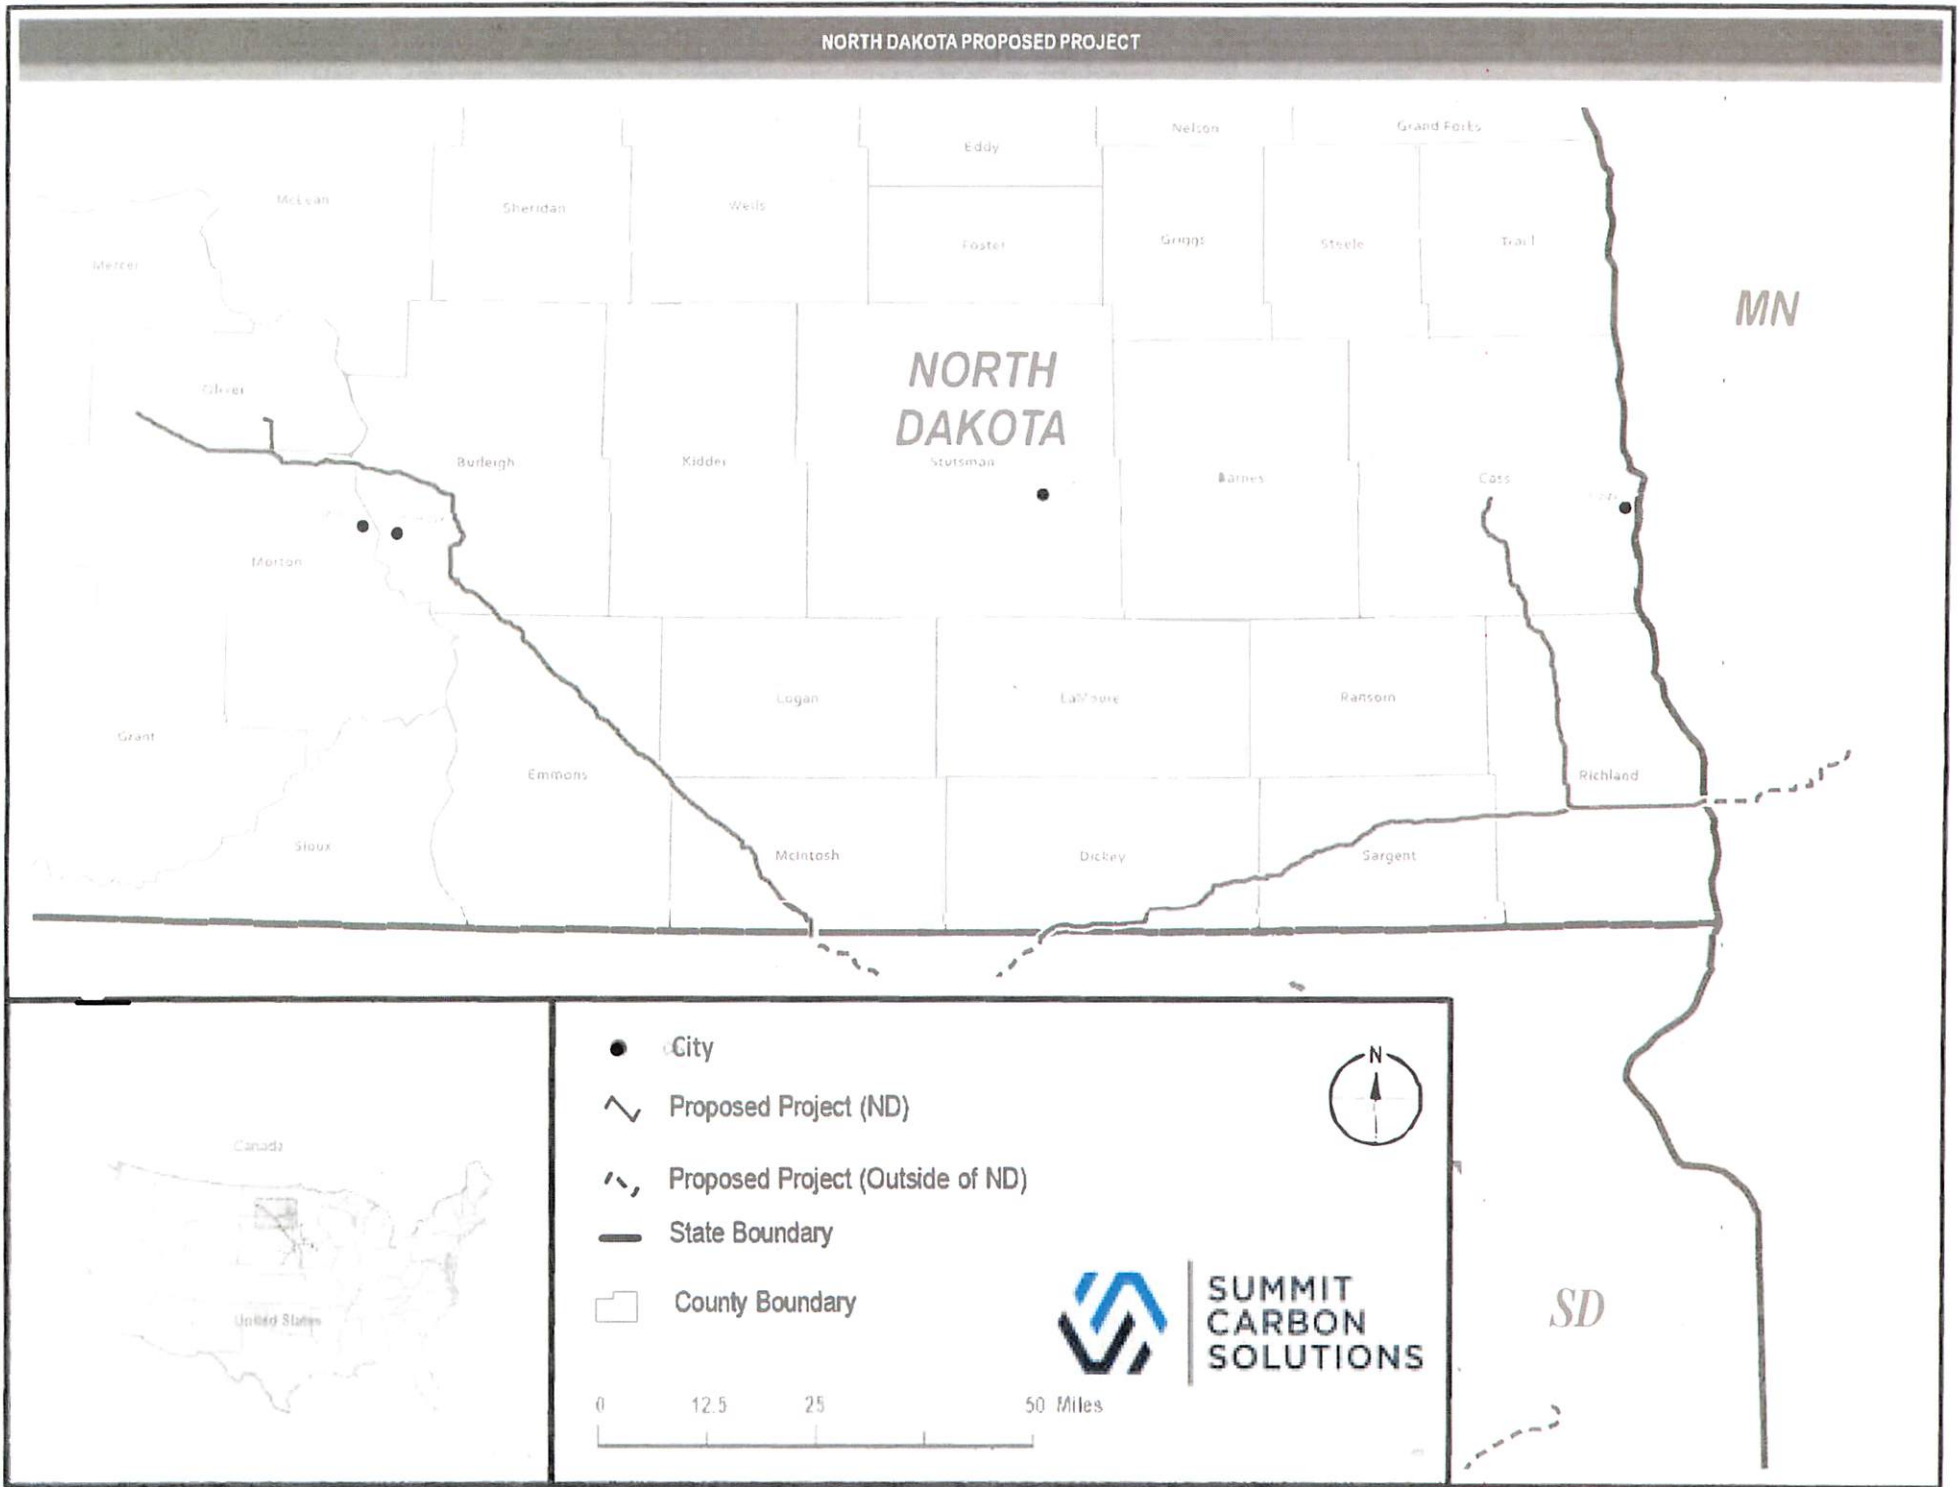 NORTH DAKOTA PROPOSED PROJECT
Nelson
Grand Forks
Eddy
McLean
Sheridan
Wells
Foster
Griggs
Steele
Traill
Mercer
MN
NORTH
DAKOTA
Oliver
Burleigh
Kidder
Stutsman
Barnes
Cass
Morton
Logan
LaMoure
Ransom
Grant
Emmons
Richland
Sioux
McIntosh
Dickey
Sargent
City
Proposed Project (ND)
Proposed Project (Outside of ND)
State Boundary
County Boundary
N
Canada
United States
SUMMIT
CARBON
SOLUTIONS
SD
0 12.5 25 50 Miles